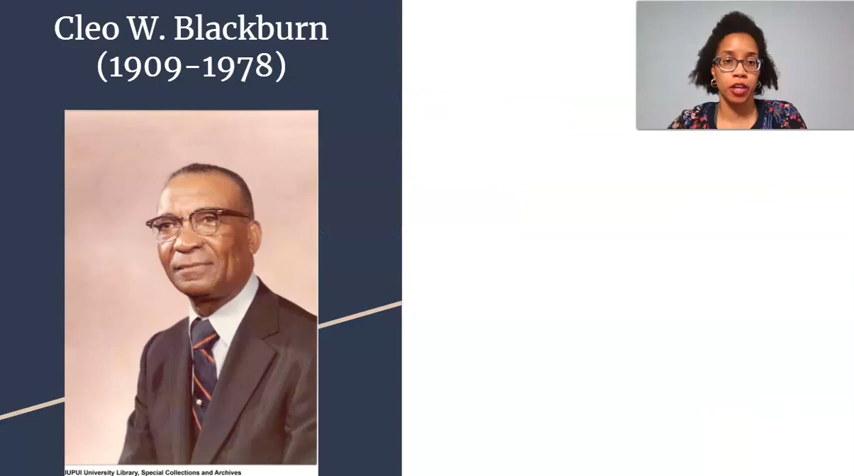 Cleo W. Blackburn
(1909-1978)
IUPUI University Library, Special Collections and Archives